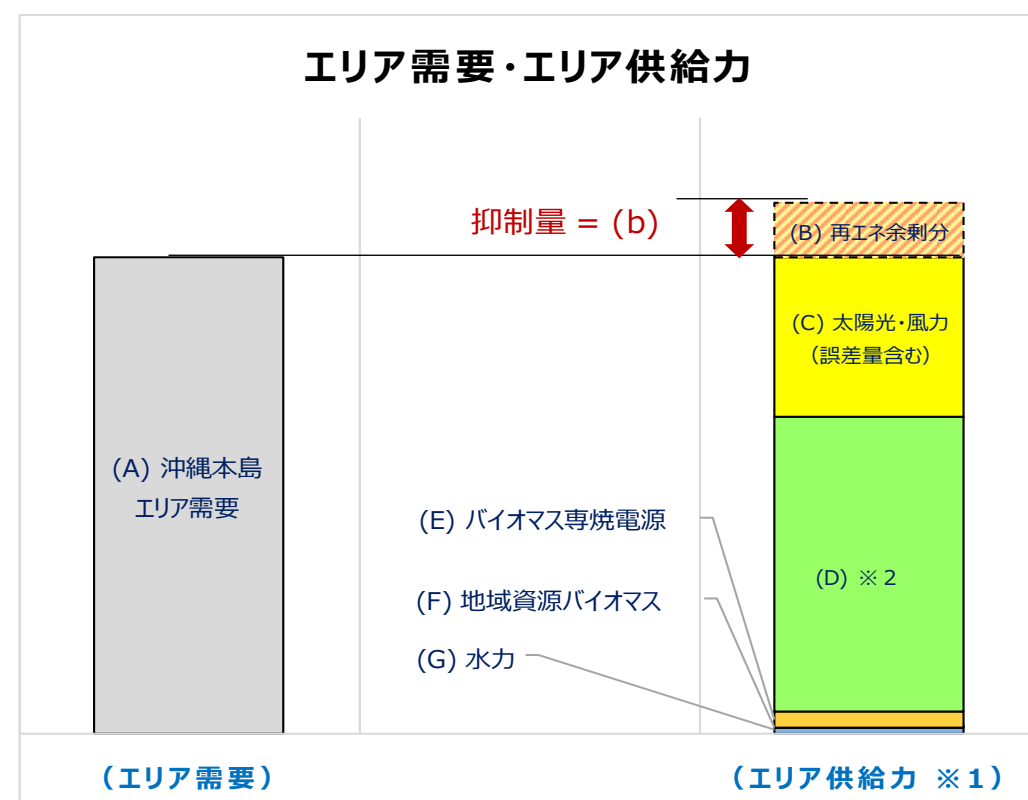 エリア需要・エリア供給力
抑制量 = (b)
(B) 再エネ余剰分
(C) 太陽光・風力
（誤差量含む）
(A) 沖縄本島
エリア需要
(E) バイオマス専焼電源
(D) ※２
(F) 地域資源バイオマス
(G) 水力
（エリア需要）
（エリア供給力 ※1）